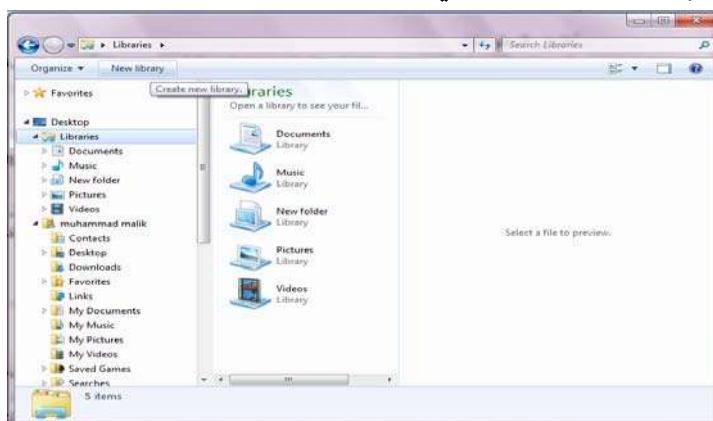 Libraries
Search Libraries
Organize
New library
Create new library.
raries
Open a library to see your fil...
Favorites
Desktop
Libraries
Documents
Music
New folder
Pictures
Videos
muhammad malik
Contacts
Desktop
Downloads
Favorites
Links
My Documents
My Music
My Pictures
My Videos
Saved Games
Searches
Documents
Library
Music
Library
New folder
Library
Pictures
Library
Videos
Library
Select a file to preview.
5 items